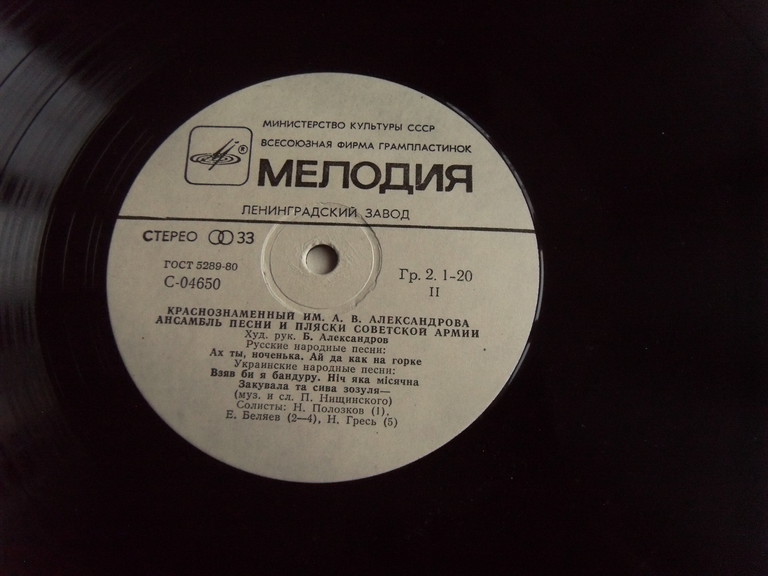 МИНИСТЕРСТВО КУЛЬТУРЫ СССР
ВСЕСОЮЗНАЯ ФИРМА ГРАМПЛАСТИНОК
®
МЕЛОДИЯ
ЛЕНИНГРАДСКИЙ ЗАВОД
СТЕРЕО 33
ГОСТ 5289-80
С-04650
Гр. 2. 1-20
II
КРАСНОЗНАМЕННЫЙ ИМ. А. В. АЛЕКСАНДРОВА
АНСАМБЛЬ ПЕСНИ И ПЛЯСКИ СОВЕТСКОЙ АРМИИ
Худ. рук. Б. Александров
Русские народные песни:
Ах ты, ноченька. Ай да как на горке
Украинские народные песни:
Взяв би я бандуру. Ніч яка місячна
Закувала та сива зозуля—
(муз. и сл. П. Нищинского)
Солисты: Н. Полозков (1),
Е. Беляев (2—4), Н. Гресь (5)